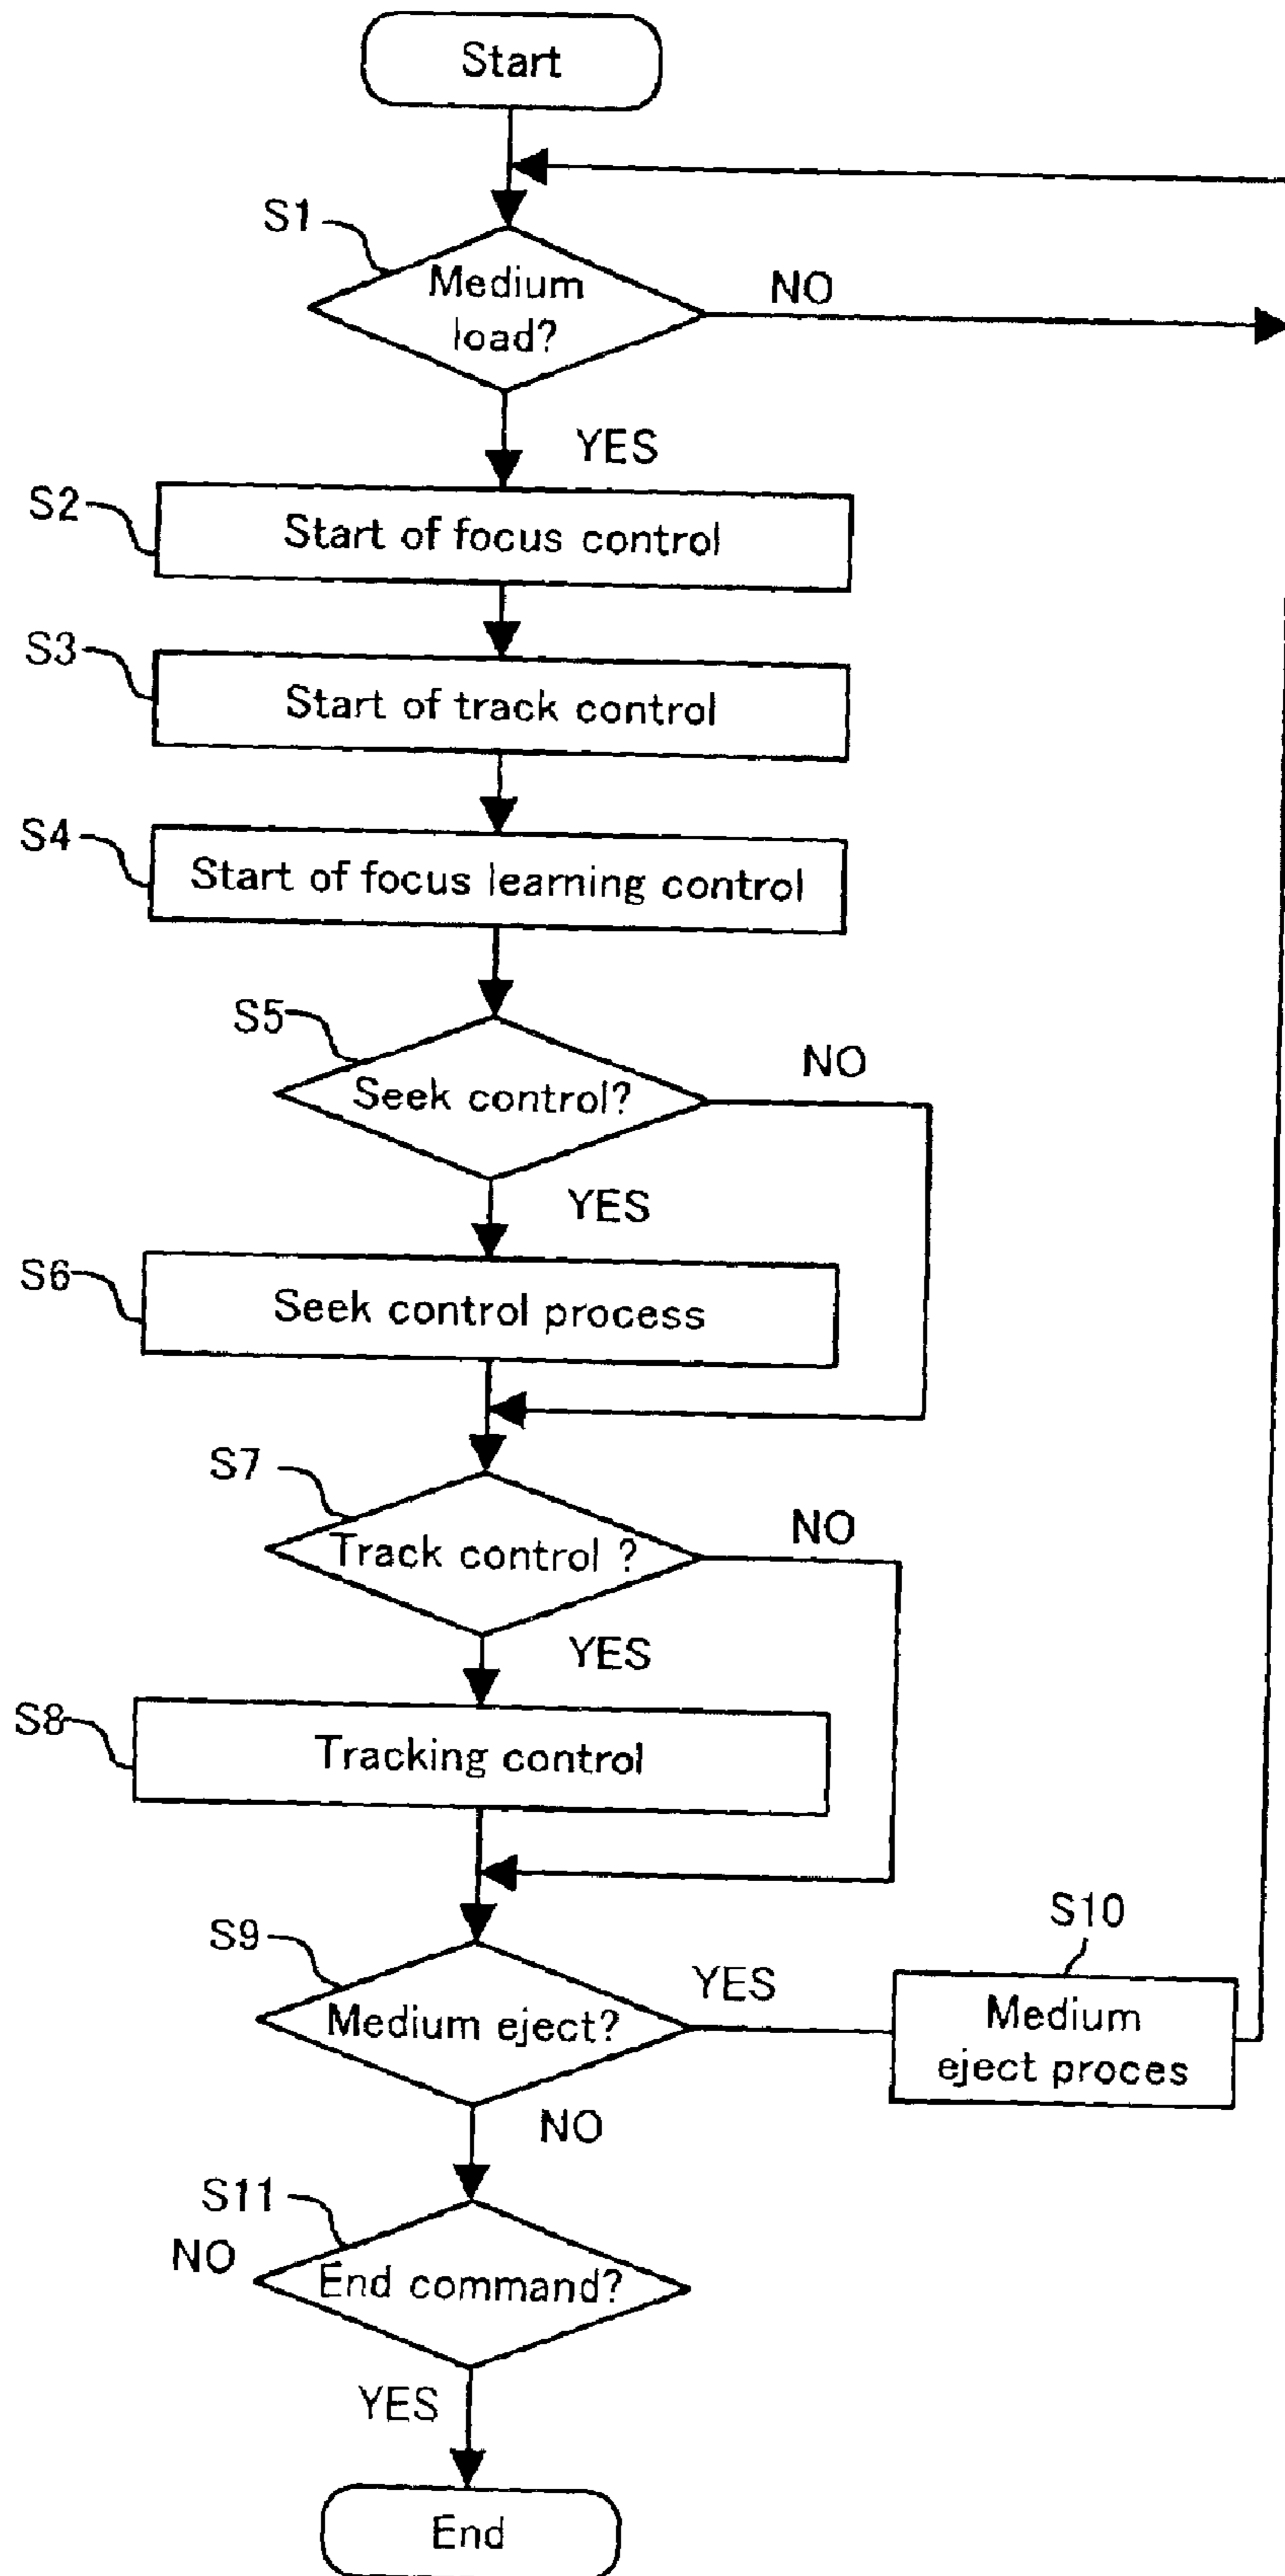 Start
S1
Medium
load?
NO
YES
S2
Start of focus control
S3
Start of track control
S4
Start of focus learning control
S5
Seek control?
NO
YES
S6
Seek control process
S7
Track control ?
NO
YES
S8
Tracking control
S9
Medium eject?
YES
S10
Medium
eject proces
NO
S11
NO
End command?
YES
End